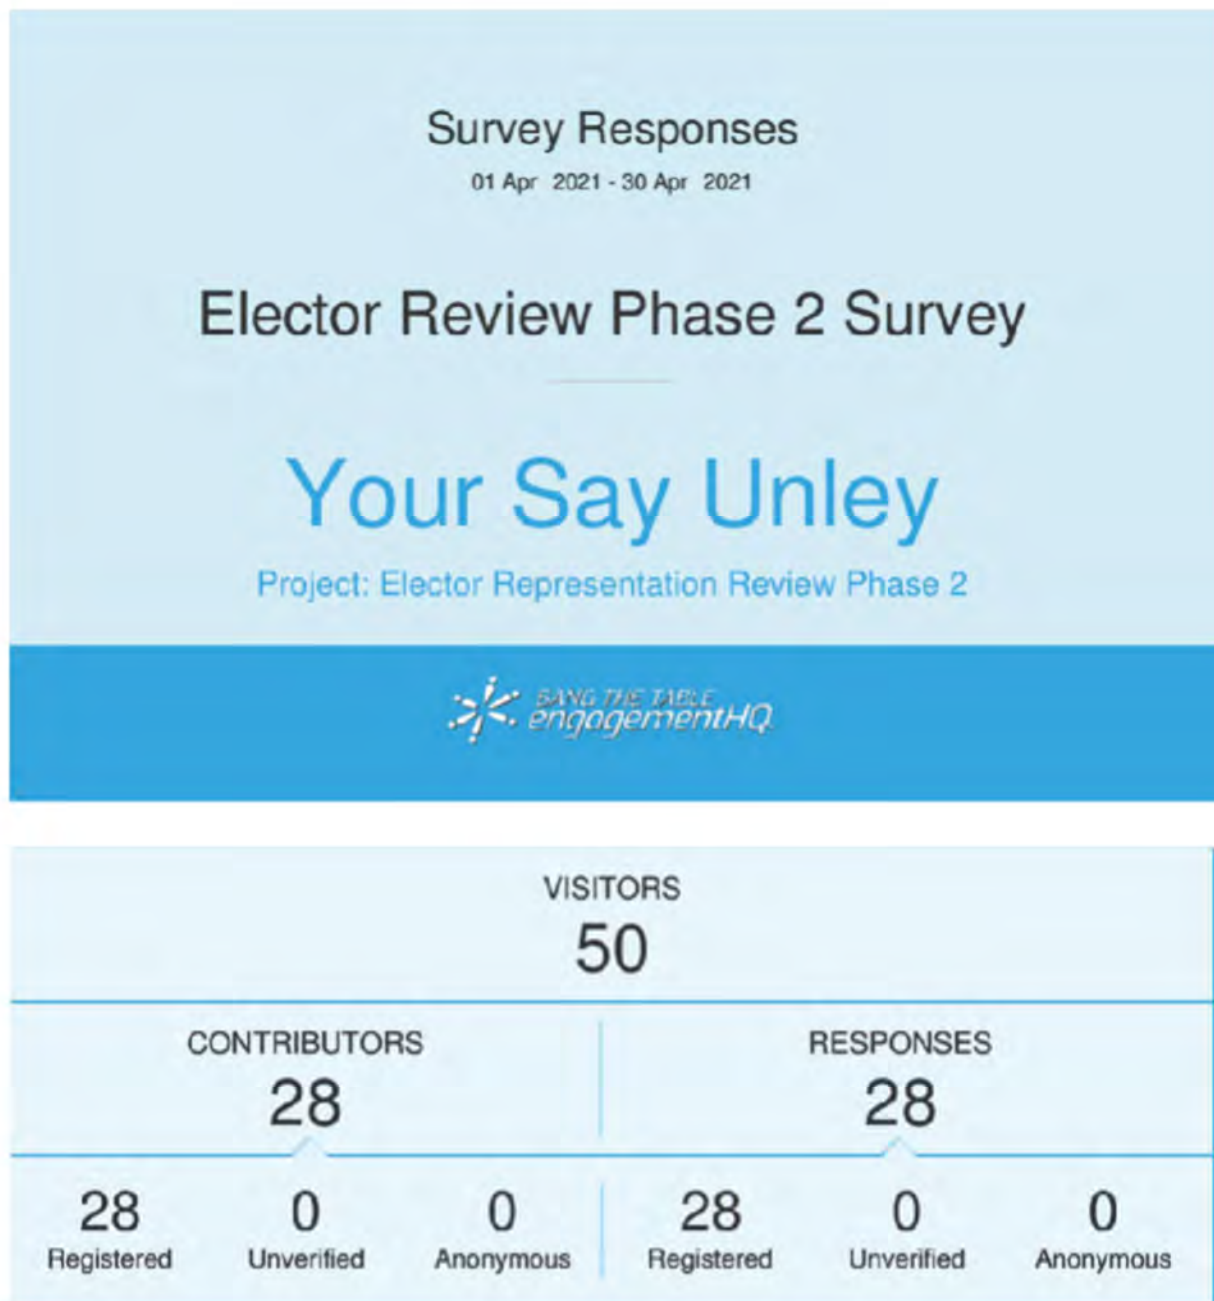 Survey Responses
01 Apr 2021 - 30 Apr 2021
Elector Review Phase 2 Survey
Your Say Unley
Project: Elector Representation Review Phase 2
BANG THE TABLE
engagementHQ
VISITORS
50
CONTRIBUTORS RESPONSES
28 28
28 0 0 28 0 0
Registered Unverified Anonymous Registered Unverified Anonymous